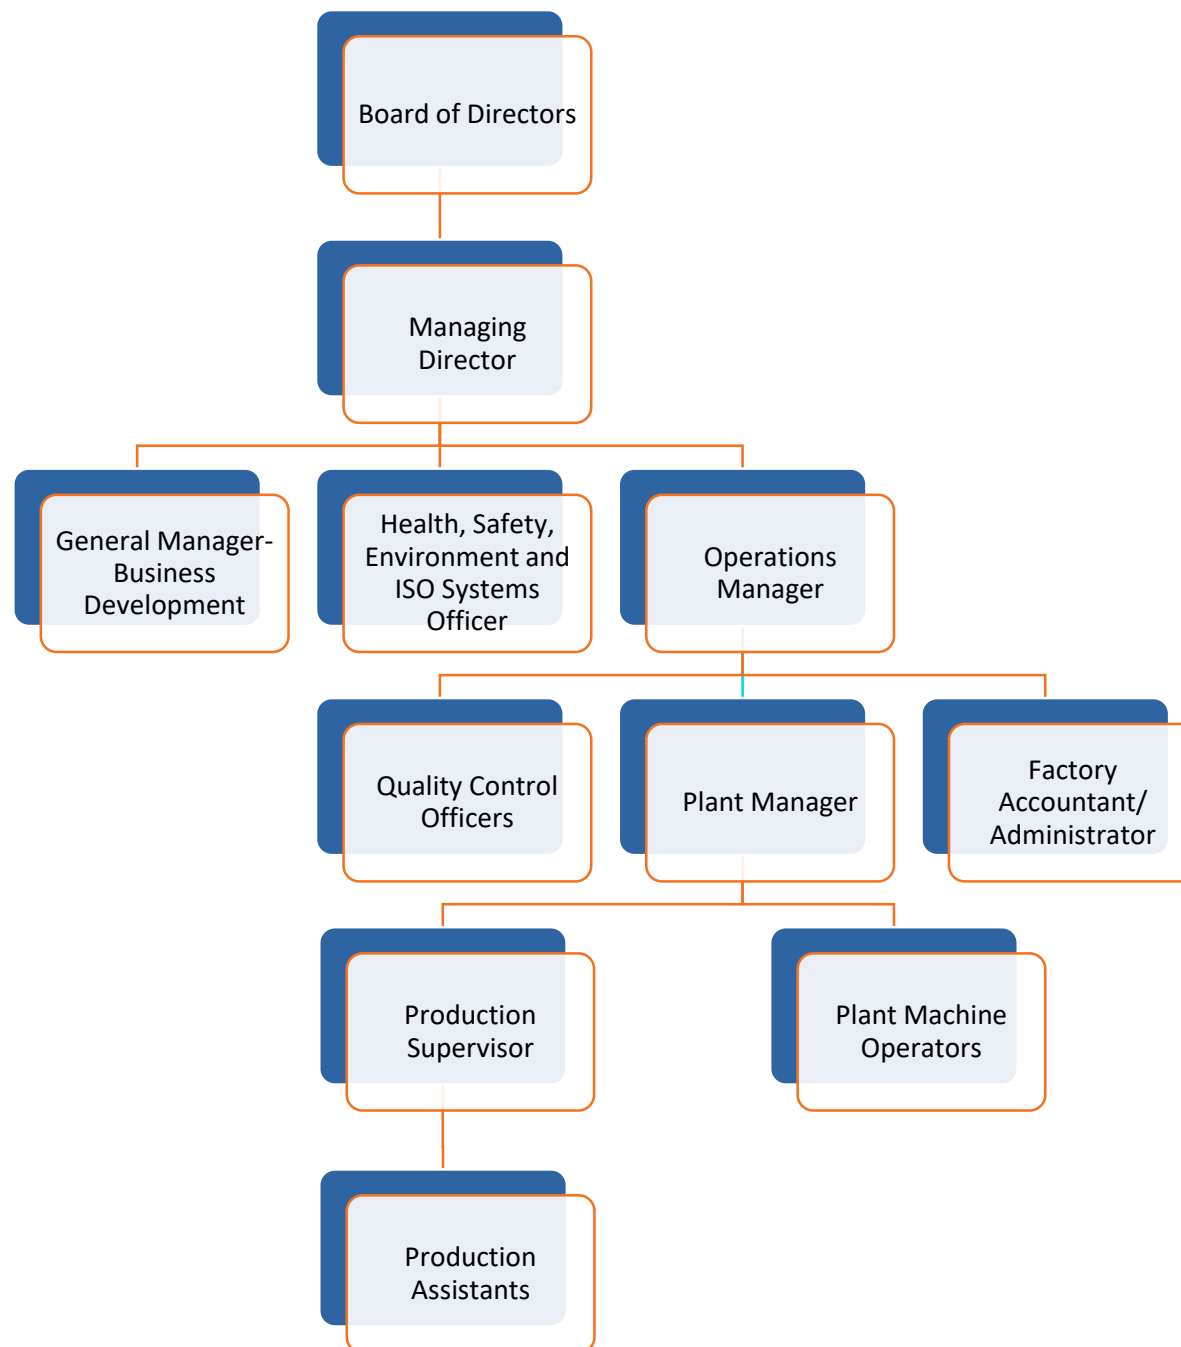 Board of Directors
Managing
Director
General Manager-
Business
Development
Health, Safety,
Environment and
ISO Systems
Officer
Operations
Manager
Quality Control
Officers
Plant Manager
Factory
Accountant/
Administrator
Production
Supervisor
Plant Machine
Operators
Production
Assistants